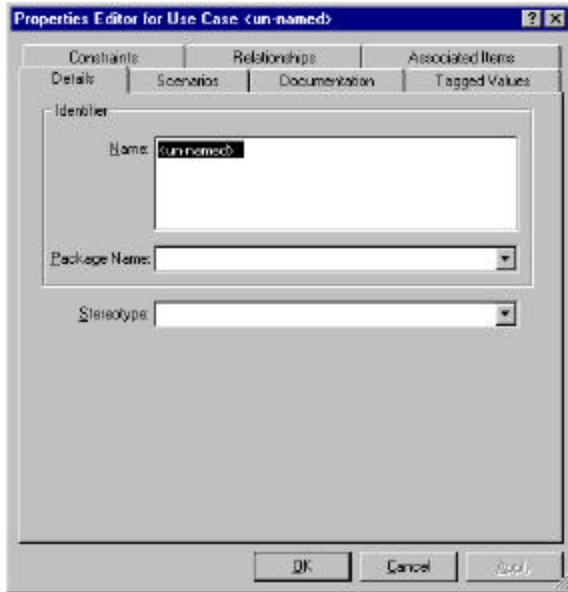 Properties Editor for Use Case <un-named>
Constraints Relationships Associated Items
Details Scenarios Documentation Tagged Values
Identifier
Name: <un-named>
Package Name:
Stereotype:
OK Cancel Apply